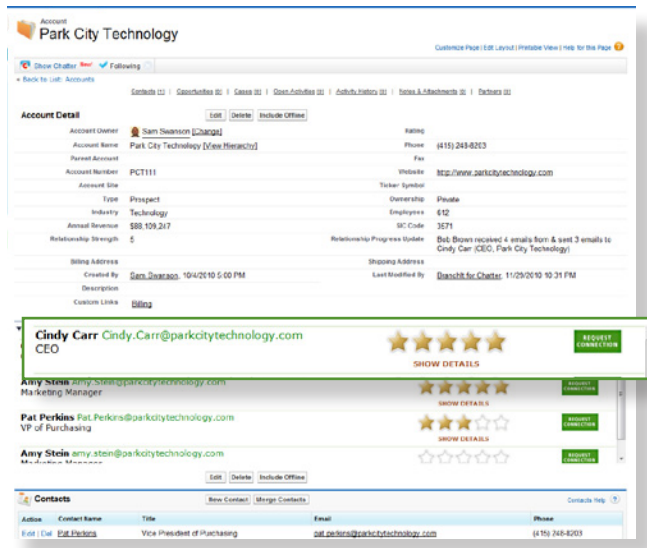 Account
Park City Technology
Customize Page | Edit Layout | Printable View | Help for this Page
Show Chatter New! Following
« Back to List: Accounts
Contacts [1] | Opportunities [0] | Cases [0] | Open Activities [0] | Activity History [0] | Notes & Attachments [0] | Partners [0]
Account Detail Edit Delete Include Offline
Account Owner Sam Swanson [Change] Rating
Account Name Park City Technology [View Hierarchy] Phone (415) 248-8203
Parent Account Fax
Account Number PCT111 Website http://www.parkcitytechnology.com
Account Site Ticker Symbol
Type Prospect Ownership Private
Industry Technology Employees 612
Annual Revenue $88,109,247 SIC Code 3571
Relationship Strength 5 Relationship Progress Update Bob Brown received 4 emails from & sent 3 emails to
Cindy Carr (CEO, Park City Technology)
Billing Address Shipping Address
Created By Sam Swanson, 10/4/2010 5:00 PM Last Modified By BranchIt for Chatter, 11/29/2010 10:31 PM
Description
Custom Links Billing
Cindy Carr Cindy.Carr@parkcitytechnology.com
CEO
REQUEST
CONNECTION
SHOW DETAILS
Amy Stein Amy.Stein@parkcitytechnology.com
Marketing Manager
REQUEST
CONNECTION
SHOW DETAILS
Pat Perkins Pat.Perkins@parkcitytechnology.com
VP of Purchasing
REQUEST
CONNECTION
SHOW DETAILS
Amy Stein amy.stein@parkcitytechnology.com
Marketing Manager
REQUEST
CONNECTION
Edit Delete Include Offline
Contacts New Contact Merge Contacts Contacts Help
Action Contact Name Title Email Phone
Edit | Del Pat Perkins Vice President of Purchasing pat.perkins@parkcitytechnology.com (415) 248-8203